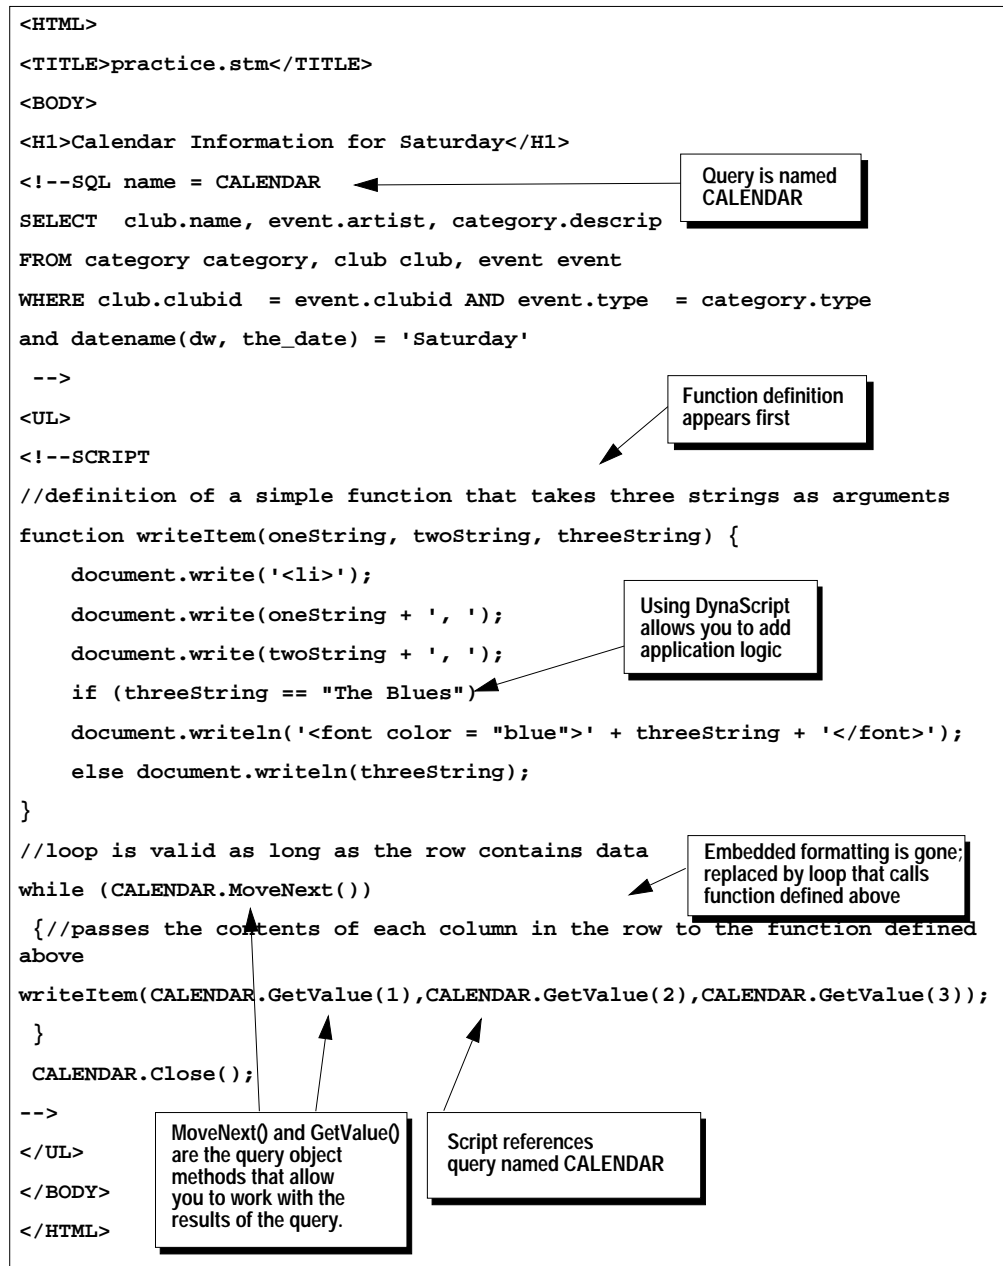 <HTML>
<TITLE>practice.stm</TITLE>
<BODY>
<H1>Calendar Information for Saturday</H1>
<!--SQL name = CALENDAR
Query is named
CALENDAR
SELECT  club.name, event.artist, category.descrip
FROM category category, club club, event event
WHERE club.clubid  = event.clubid AND event.type  = category.type
and datename(dw, the_date) = 'Saturday'
-->
Function definition
appears first
<UL>
<!--SCRIPT
//definition of a simple function that takes three strings as arguments
function writeItem(oneString, twoString, threeString) {
document.write('<li>');
document.write(oneString + ', ');
document.write(twoString + ', ');
Using DynaScript
allows you to add
application logic
if (threeString == "The Blues")
document.writeln('<font color = "blue">' + threeString + '</font>');
else document.writeln(threeString);
}
//loop is valid as long as the row contains data
while (CALENDAR.MoveNext())
Embedded formatting is gone;
replaced by loop that calls
function defined above
{//passes the contents of each column in the row to the function defined
above
writeItem(CALENDAR.GetValue(1),CALENDAR.GetValue(2),CALENDAR.GetValue(3));
}
CALENDAR.Close();
-->
MoveNext() and GetValue()
are the query object
methods that allow
you to work with the
results of the query.
Script references
query named CALENDAR
</UL>
</BODY>
</HTML>